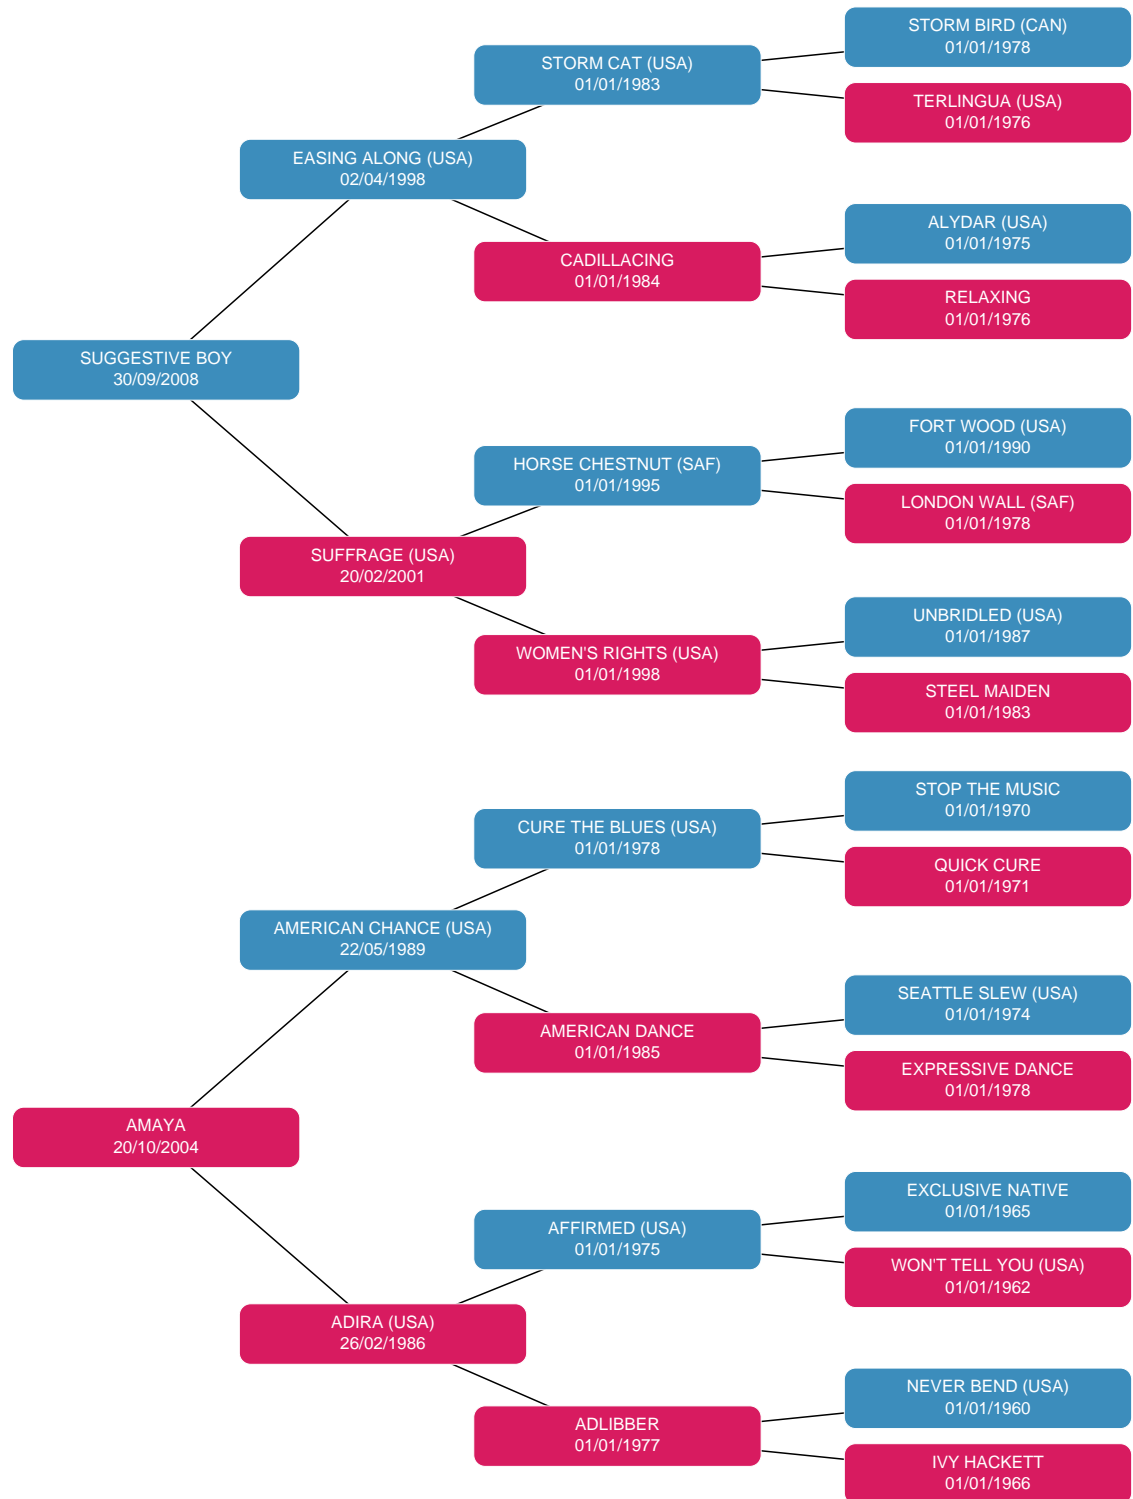 STORM BIRD (CAN)
01/01/1978
STORM CAT (USA)
01/01/1983
TERLINGUA (USA)
01/01/1976
EASING ALONG (USA)
02/04/1998
ALYDAR (USA)
01/01/1975
CADILLACING
01/01/1984
RELAXING
01/01/1976
SUGGESTIVE BOY
30/09/2008
FORT WOOD (USA)
01/01/1990
HORSE CHESTNUT (SAF)
01/01/1995
LONDON WALL (SAF)
01/01/1978
SUFFRAGE (USA)
20/02/2001
UNBRIDLED (USA)
01/01/1987
WOMEN'S RIGHTS (USA)
01/01/1998
STEEL MAIDEN
01/01/1983
STOP THE MUSIC
01/01/1970
CURE THE BLUES (USA)
01/01/1978
QUICK CURE
01/01/1971
AMERICAN CHANCE (USA)
22/05/1989
SEATTLE SLEW (USA)
01/01/1974
AMERICAN DANCE
01/01/1985
EXPRESSIVE DANCE
01/01/1978
AMAYA
20/10/2004
EXCLUSIVE NATIVE
01/01/1965
AFFIRMED (USA)
01/01/1975
WON'T TELL YOU (USA)
01/01/1962
ADIRA (USA)
26/02/1986
NEVER BEND (USA)
01/01/1960
ADLIBBER
01/01/1977
IVY HACKETT
01/01/1966